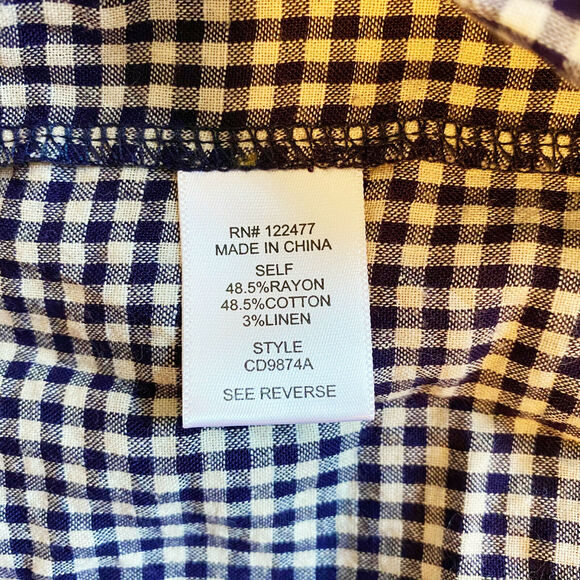 RN# 122477
MADE IN CHINA
SELF
48.5%RAYON
48.5%COTTON
3%LINEN
STYLE
CD9874A
SEE REVERSE